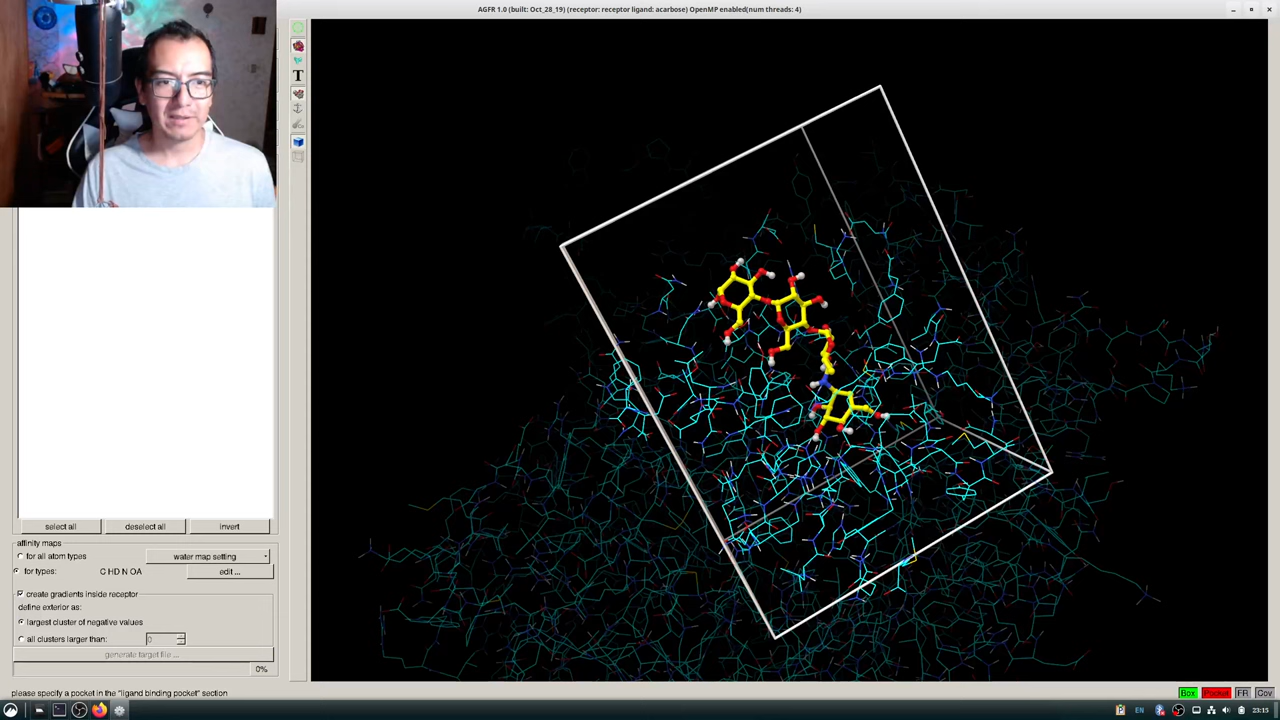 AGFR 1.0 (built: Oct_28_19) (receptor: receptor ligand: acarbose) OpenMP enabled(num threads: 4)
T
select all
deselect all
invert
affinity maps
for all atom types
water map setting
for types:
C HD N OA
edit ...
create gradients inside receptor
define exterior as:
largest cluster of negative values
all clusters larger than:
0
generate target file ...
0%
please specify a pocket in the "ligand binding pocket" section
Box
Pocket
FR
Cov
EN
23:15